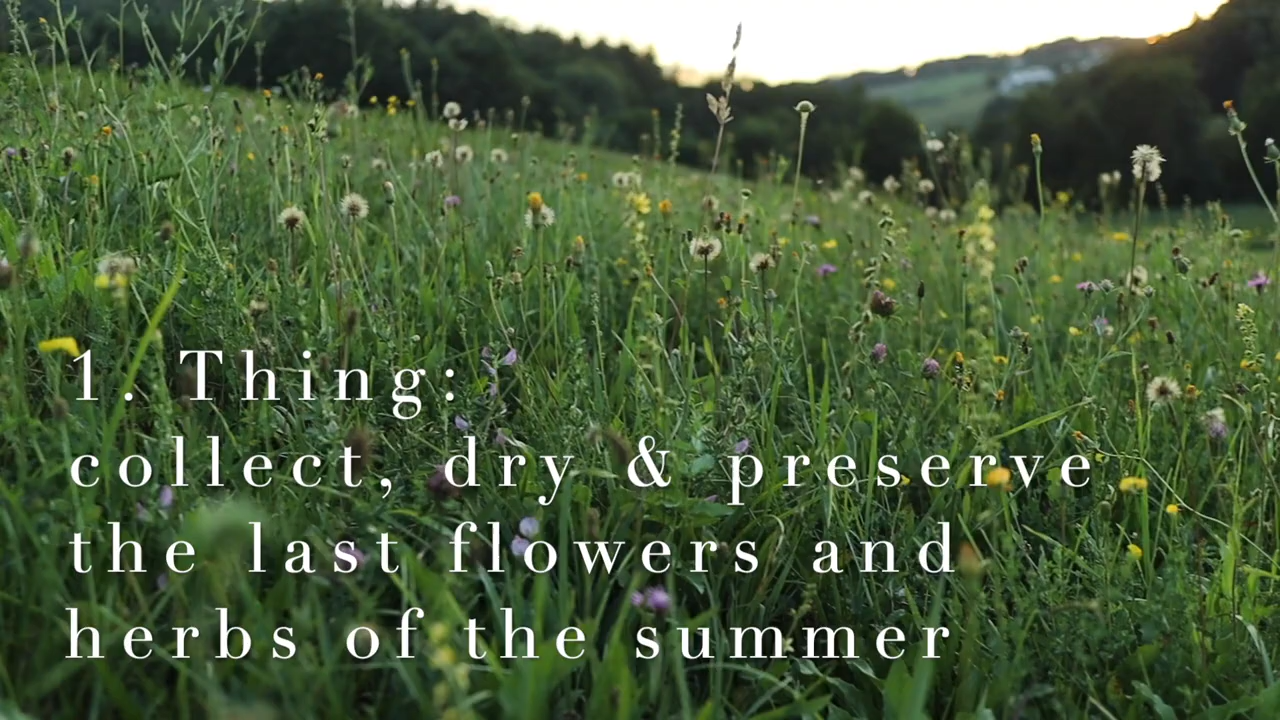 1. Thing:
collect, dry & preserve
the last flowers and
herbs of the summer